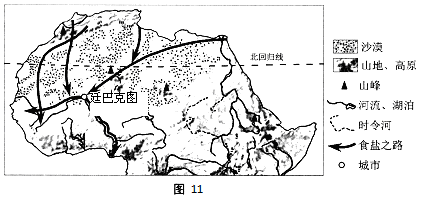 北回归线
廷巴克图
沙漠
山地、高原
山峰
河流、湖泊
时令河
食盐之路
城市
图 11